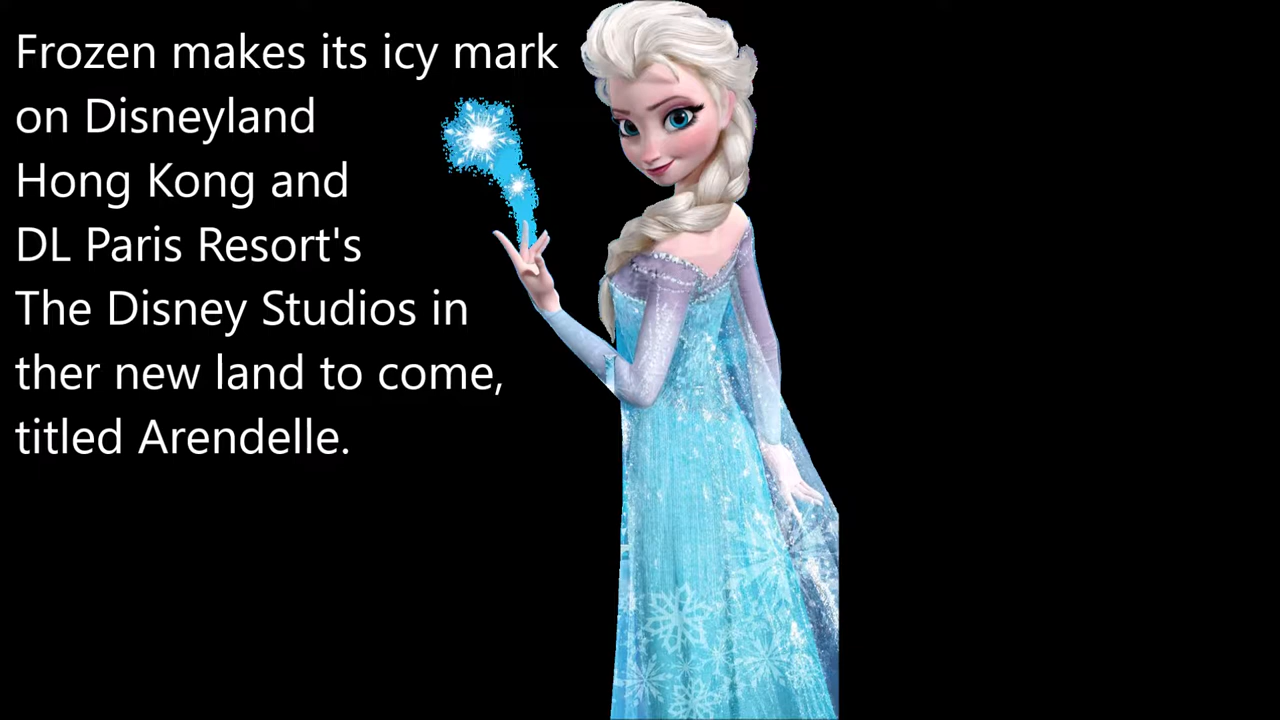 Frozen makes its icy mark
on Disneyland
Hong Kong and
DL Paris Resort's
The Disney Studios in
ther new land to come,
titled Arendelle.